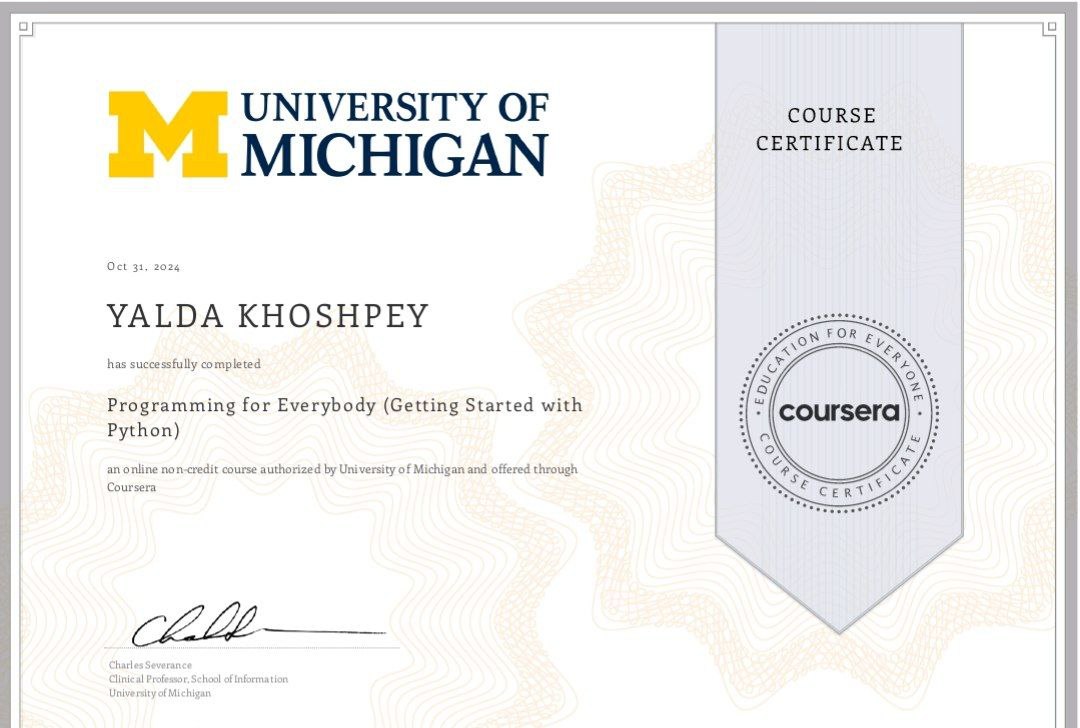 UNIVERSITY OF
MICHIGAN
COURSE
CERTIFICATE
Oct 31, 2024
YALDA KHOSHPEY
has successfully completed
Programming for Everybody (Getting Started with
Python)
an online non-credit course authorized by University of Michigan and offered through
Coursera
EDUCATION FOR EVERYONE
coursera
COURSE CERTIFICATE
Charles Severance
Clinical Professor, School of Information
University of Michigan